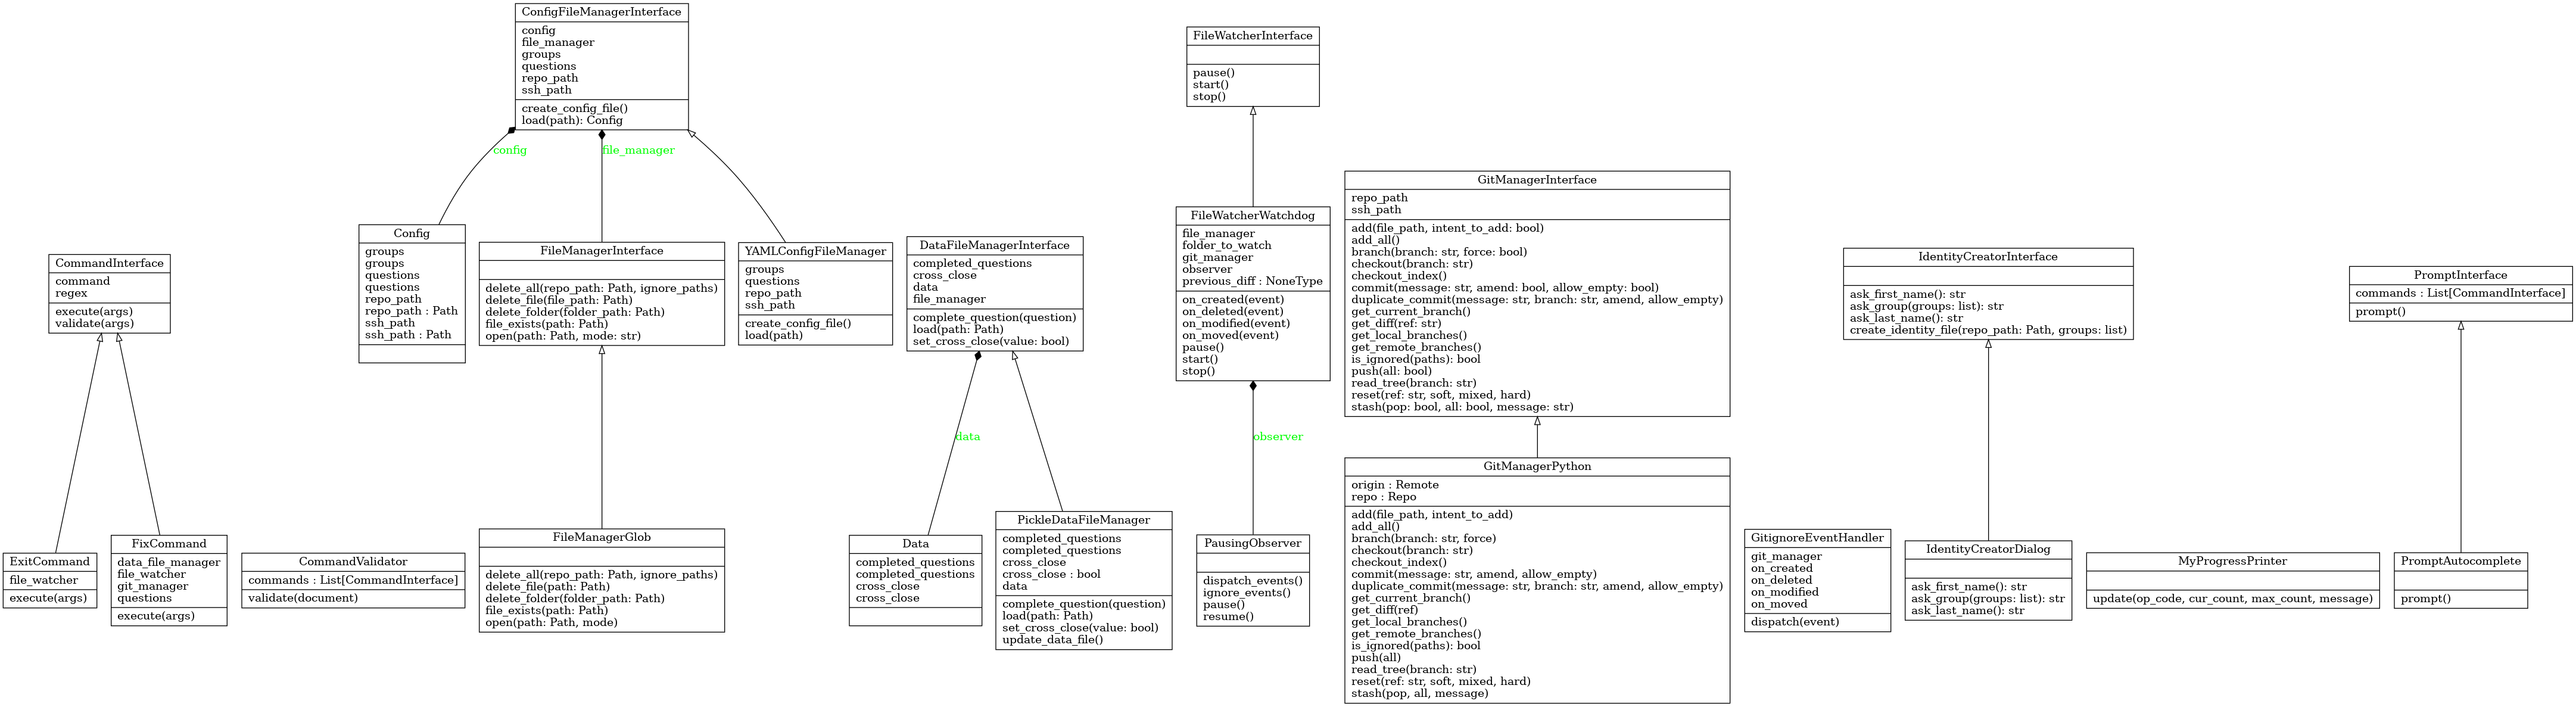 ConfigFileManagerInterface
config
file_manager
groups
questions
repo_path
ssh_path
create_config_file()
load(path): Config
config
file_manager
Config
groups
groups
questions
questions
repo_path
repo_path : Path
ssh_path
ssh_path : Path
FileManagerInterface
delete_all(repo_path: Path, ignore_paths)
delete_file(file_path: Path)
delete_folder(folder_path: Path)
file_exists(path: Path)
open(path: Path, mode: str)
YAMLConfigFileManager
groups
questions
repo_path
ssh_path
create_config_file()
load(path)
CommandInterface
command
regex
execute(args)
validate(args)
ExitCommand
file_watcher
execute(args)
FixCommand
data_file_manager
file_watcher
git_manager
questions
execute(args)
CommandValidator
commands : List[CommandInterface]
validate(document)
FileManagerGlob
delete_all(repo_path: Path, ignore_paths)
delete_file(path: Path)
delete_folder(folder_path: Path)
file_exists(path: Path)
open(path: Path, mode)
DataFileManagerInterface
completed_questions
cross_close
data
file_manager
complete_question(question)
load(path: Path)
set_cross_close(value: bool)
data
Data
completed_questions
completed_questions
cross_close
cross_close
PickleDataFileManager
completed_questions
completed_questions
cross_close
cross_close : bool
data
complete_question(question)
load(path: Path)
set_cross_close(value: bool)
update_data_file()
FileWatcherInterface
pause()
start()
stop()
FileWatcherWatchdog
file_manager
folder_to_watch
git_manager
observer
previous_diff : NoneType
on_created(event)
on_deleted(event)
on_modified(event)
on_moved(event)
pause()
start()
stop()
observer
PausingObserver
dispatch_events()
ignore_events()
pause()
resume()
GitManagerInterface
repo_path
ssh_path
add(file_path, intent_to_add: bool)
add_all()
branch(branch: str, force: bool)
checkout(branch: str)
checkout_index()
commit(message: str, amend: bool, allow_empty: bool)
duplicate_commit(message: str, branch: str, amend, allow_empty)
get_current_branch()
get_diff(ref: str)
get_local_branches()
get_remote_branches()
is_ignored(paths): bool
push(all: bool)
read_tree(branch: str)
reset(ref: str, soft, mixed, hard)
stash(pop: bool, all: bool, message: str)
GitManagerPython
origin : Remote
repo : Repo
add(file_path, intent_to_add)
add_all()
branch(branch: str, force)
checkout(branch: str)
checkout_index()
commit(message: str, amend, allow_empty)
duplicate_commit(message: str, branch: str, amend, allow_empty)
get_current_branch()
get_diff(ref)
get_local_branches()
get_remote_branches()
is_ignored(paths): bool
push(all)
read_tree(branch: str)
reset(ref: str, soft, mixed, hard)
stash(pop, all, message)
GitignoreEventHandler
git_manager
on_created
on_deleted
on_modified
on_moved
dispatch(event)
IdentityCreatorInterface
ask_first_name(): str
ask_group(groups: list): str
ask_last_name(): str
create_identity_file(repo_path: Path, groups: list)
IdentityCreatorDialog
ask_first_name(): str
ask_group(groups: list): str
ask_last_name(): str
MyProgressPrinter
update(op_code, cur_count, max_count, message)
PromptInterface
commands : List[CommandInterface]
prompt()
PromptAutocomplete
prompt()